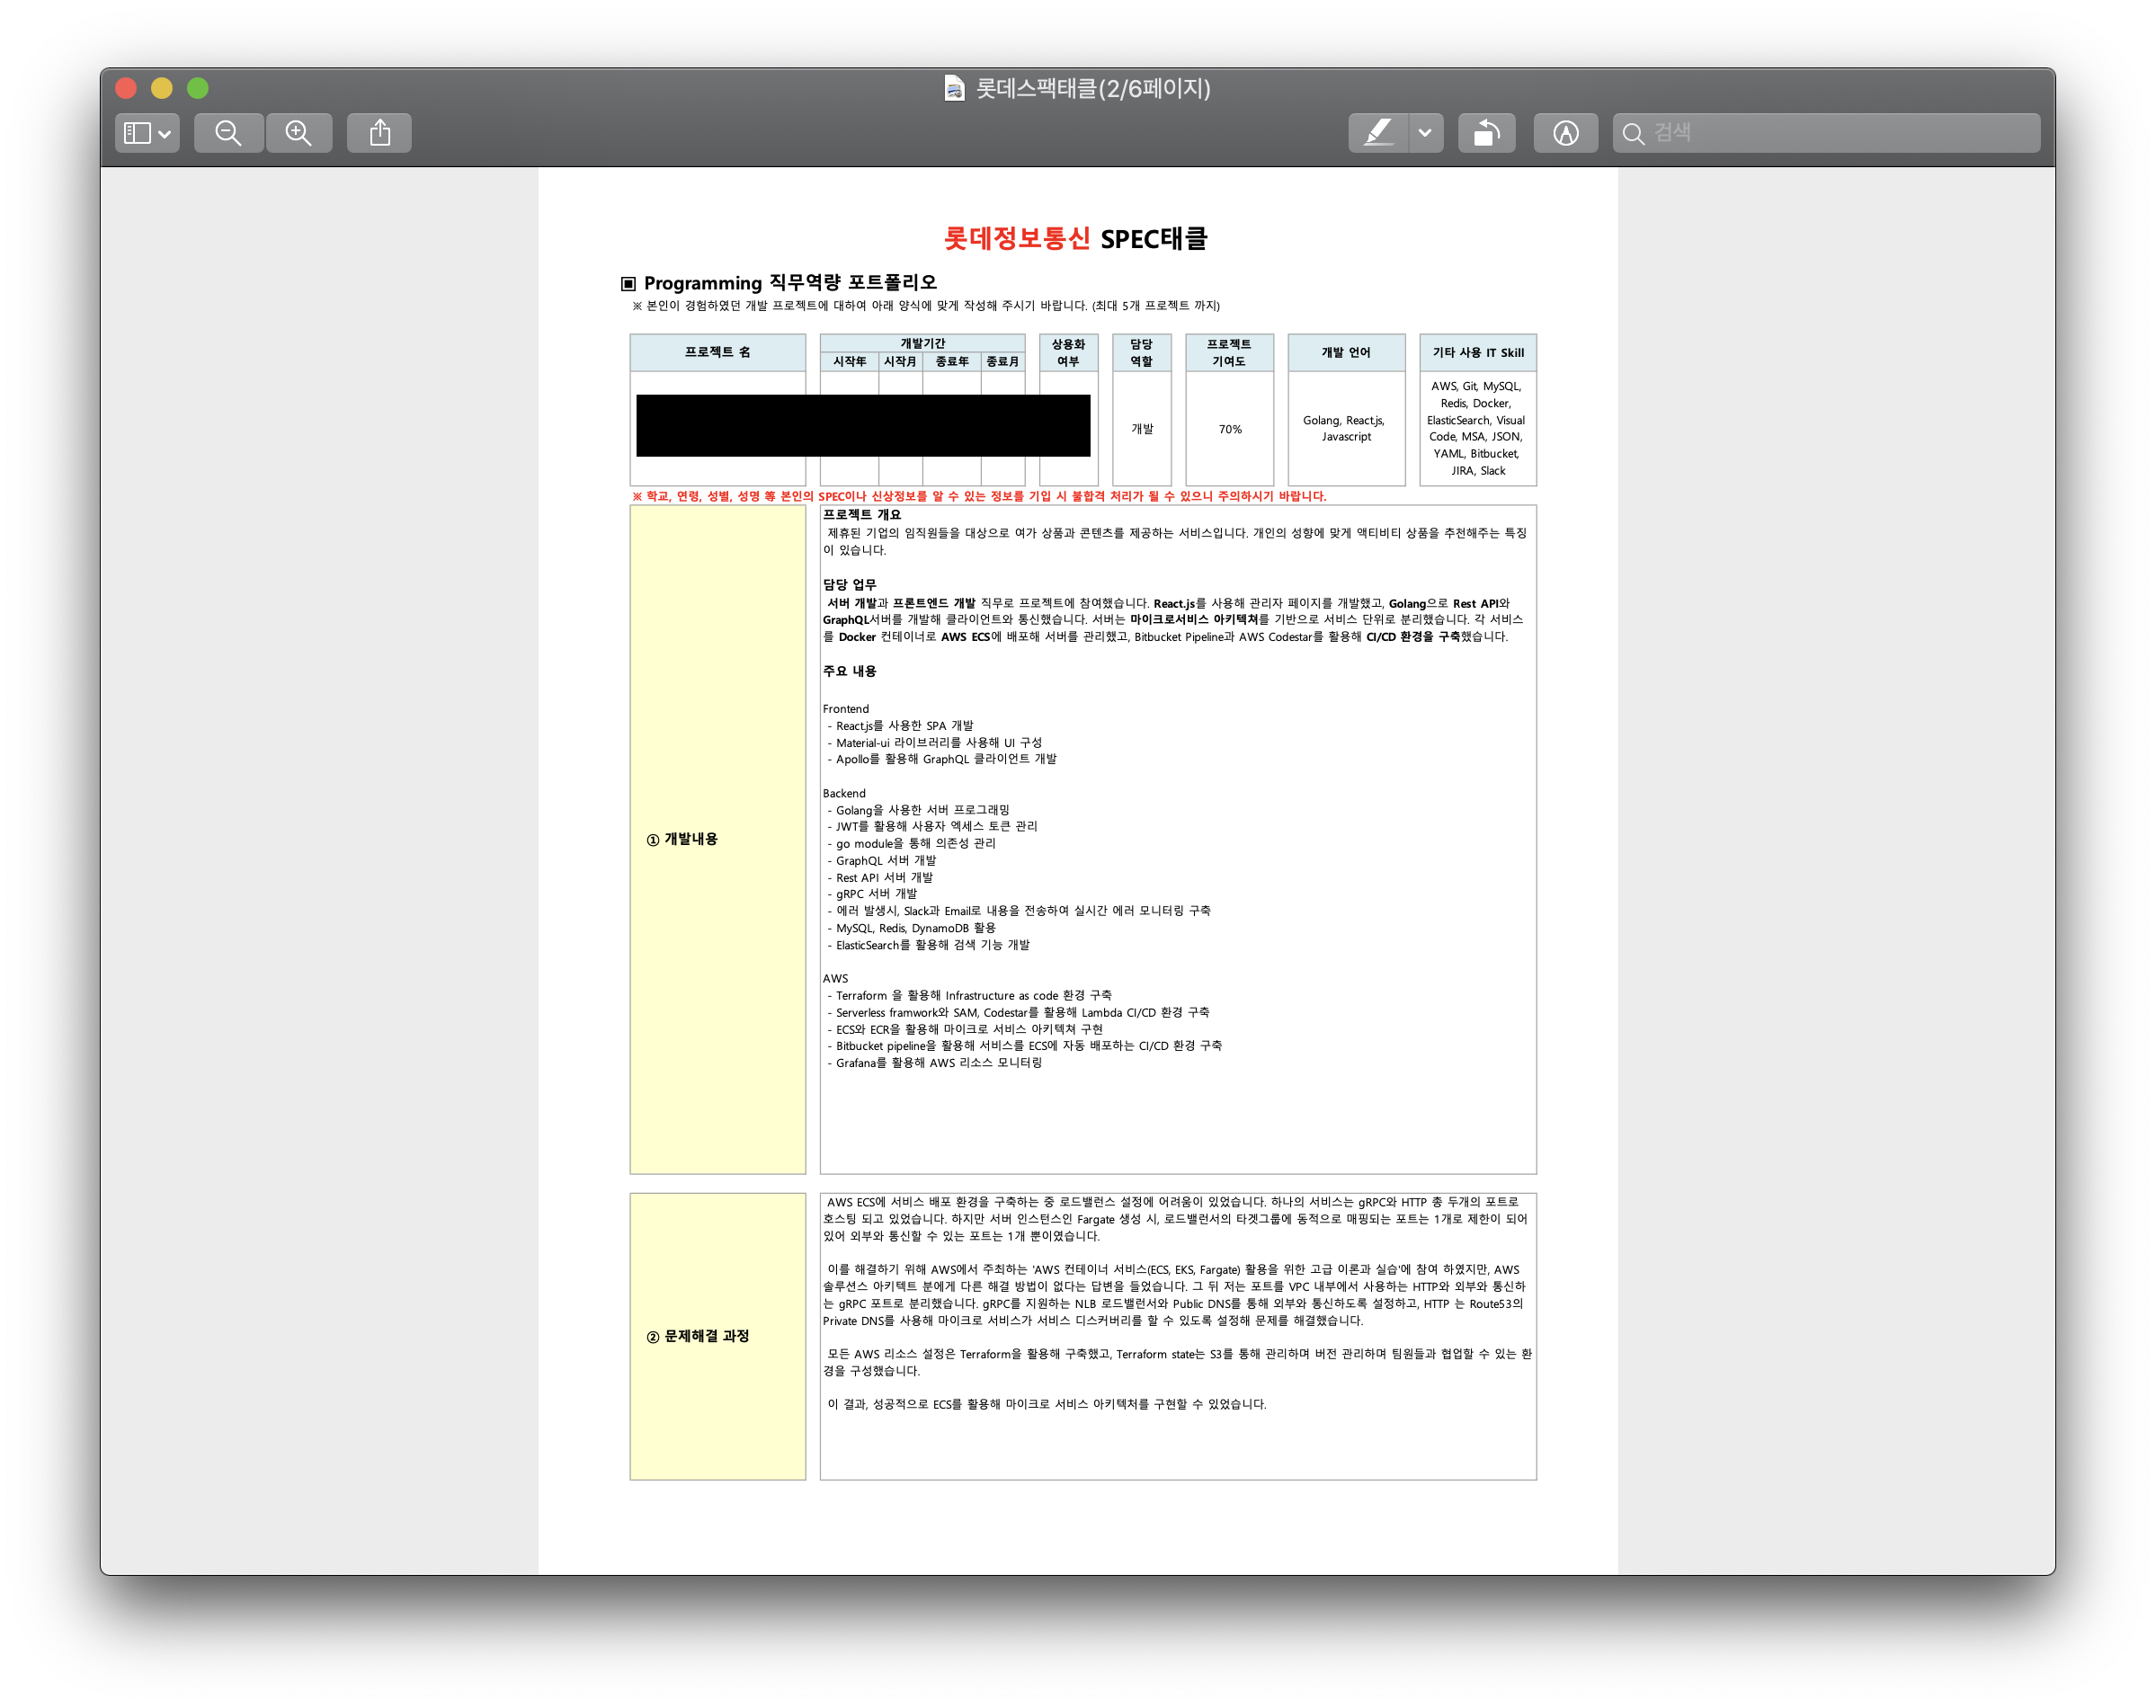 롯데스팩태클(2/6페이지)
검색
롯데정보통신 SPEC태클
▣ Programming 직무역량 포트폴리오
※ 본인이 경험하였던 개발 프로젝트에 대하여 아래 양식에 맞게 작성해 주시기 바랍니다. (최대 5개 프로젝트 까지)
프로젝트 名
개발기간
시작年 시작月 종료年 종료月
상용화
여부
담당
역할
프로젝트
기여도
개발 언어
기타 사용 IT Skill
개발
70%
Golang, React.js,
Javascript
AWS, Git, MySQL,
Redis, Docker,
ElasticSearch, Visual
Code, MSA, JSON,
YAML, Bitbucket,
JIRA, Slack
※ 학교, 연령, 성별, 성명 等 본인의 SPEC이나 신상정보를 알 수 있는 정보를 기입 시 불합격 처리가 될 수 있으니 주의하시기 바랍니다.
① 개발내용
프로젝트 개요
제휴된 기업의 임직원들을 대상으로 여가 상품과 콘텐츠를 제공하는 서비스입니다. 개인의 성향에 맞게 액티비티 상품을 추천해주는 특징
이 있습니다.
담당 업무
서버 개발과 프론트엔드 개발 직무로 프로젝트에 참여했습니다. React.js를 사용해 관리자 페이지를 개발했고, Golang으로 Rest API와
GraphQL서버를 개발해 클라이언트와 통신했습니다. 서버는 마이크로서비스 아키텍쳐를 기반으로 서비스 단위로 분리했습니다. 각 서비스
를 Docker 컨테이너로 AWS ECS에 배포해 서버를 관리했고, Bitbucket Pipeline과 AWS Codestar를 활용해 CI/CD 환경을 구축했습니다.
주요 내용
Frontend
- React.js를 사용한 SPA 개발
- Material-ui 라이브러리를 사용해 UI 구성
- Apollo를 활용해 GraphQL 클라이언트 개발
Backend
- Golang을 사용한 서버 프로그래밍
- JWT를 활용해 사용자 엑세스 토큰 관리
- go module을 통해 의존성 관리
- GraphQL 서버 개발
- Rest API 서버 개발
- gRPC 서버 개발
- 에러 발생시, Slack과 Email로 내용을 전송하여 실시간 에러 모니터링 구축
- MySQL, Redis, DynamoDB 활용
- ElasticSearch를 활용해 검색 기능 개발
AWS
- Terraform 을 활용해 Infrastructure as code 환경 구축
- Serverless framwork와 SAM, Codestar를 활용해 Lambda CI/CD 환경 구축
- ECS와 ECR을 활용해 마이크로 서비스 아키텍쳐 구현
- Bitbucket pipeline을 활용해 서비스를 ECS에 자동 배포하는 CI/CD 환경 구축
- Grafana를 활용해 AWS 리소스 모니터링
② 문제해결 과정
AWS ECS에 서비스 배포 환경을 구축하는 중 로드밸런스 설정에 어려움이 있었습니다. 하나의 서비스는 gRPC와 HTTP 총 두개의 포트로
호스팅 되고 있었습니다. 하지만 서버 인스턴스인 Fargate 생성 시, 로드밸런서의 타겟그룹에 동적으로 매핑되는 포트는 1개로 제한이 되어
있어 외부와 통신할 수 있는 포트는 1개 뿐이였습니다.
이를 해결하기 위해 AWS에서 주최하는 'AWS 컨테이너 서비스(ECS, EKS, Fargate) 활용을 위한 고급 이론과 실습'에 참여 하였지만, AWS
솔루션스 아키텍트 분에게 다른 해결 방법이 없다는 답변을 들었습니다. 그 뒤 저는 포트를 VPC 내부에서 사용하는 HTTP와 외부와 통신하
는 gRPC 포트로 분리했습니다. gRPC를 지원하는 NLB 로드밸런서와 Public DNS를 통해 외부와 통신하도록 설정하고, HTTP 는 Route53의
Private DNS를 사용해 마이크로 서비스가 서비스 디스커버리를 할 수 있도록 설정해 문제를 해결했습니다.
모든 AWS 리소스 설정은 Terraform을 활용해 구축했고, Terraform state는 S3를 통해 관리하며 버전 관리하며 팀원들과 협업할 수 있는 환
경을 구성했습니다.
이 결과, 성공적으로 ECS를 활용해 마이크로 서비스 아키텍처를 구현할 수 있었습니다.